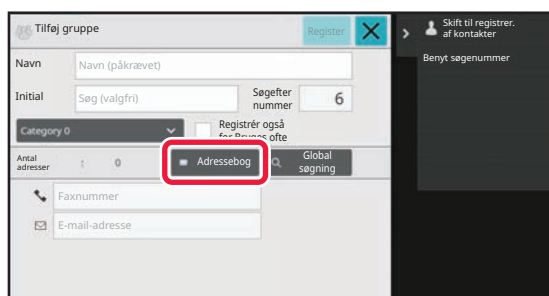 Tilføj gruppe
Register
Navn
Navn (påkrævet)
Initial
Søg (valgfri)
Søgefter
nummer
6
Category 0
Registrér også
for Bruges ofte
Antal
adresser
:
0
Adressebog
Global
søgning
Faxnummer
E-mail-adresse
Skift til registrer.
af kontakter
Benyt søgenummer